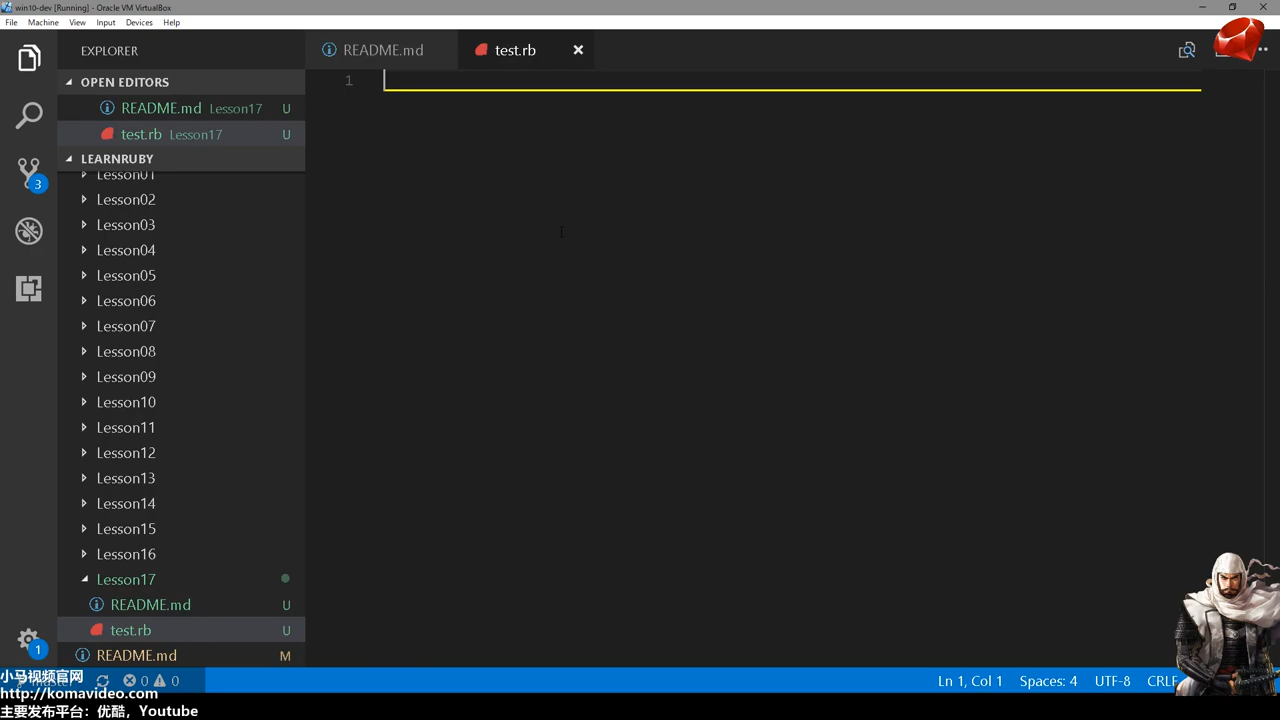 win10-dev [Running] - Oracle VM VirtualBox
File Machine View Input Devices Help
EXPLORER
README.md
test.rb
OPEN EDITORS
README.md Lesson17 U
test.rb Lesson17 U
LEARNRUBY
Lesson01
Lesson02
Lesson03
Lesson04
Lesson05
Lesson06
Lesson07
Lesson08
Lesson09
Lesson10
Lesson11
Lesson12
Lesson13
Lesson14
Lesson15
Lesson16
Lesson17
README.md U
test.rb U
README.md M
1
3
1
小马视频官网
http://komavideo.com
主要发布平台：优酷，Youtube
0 0
Ln 1, Col 1 Spaces: 4 UTF-8 CRLF